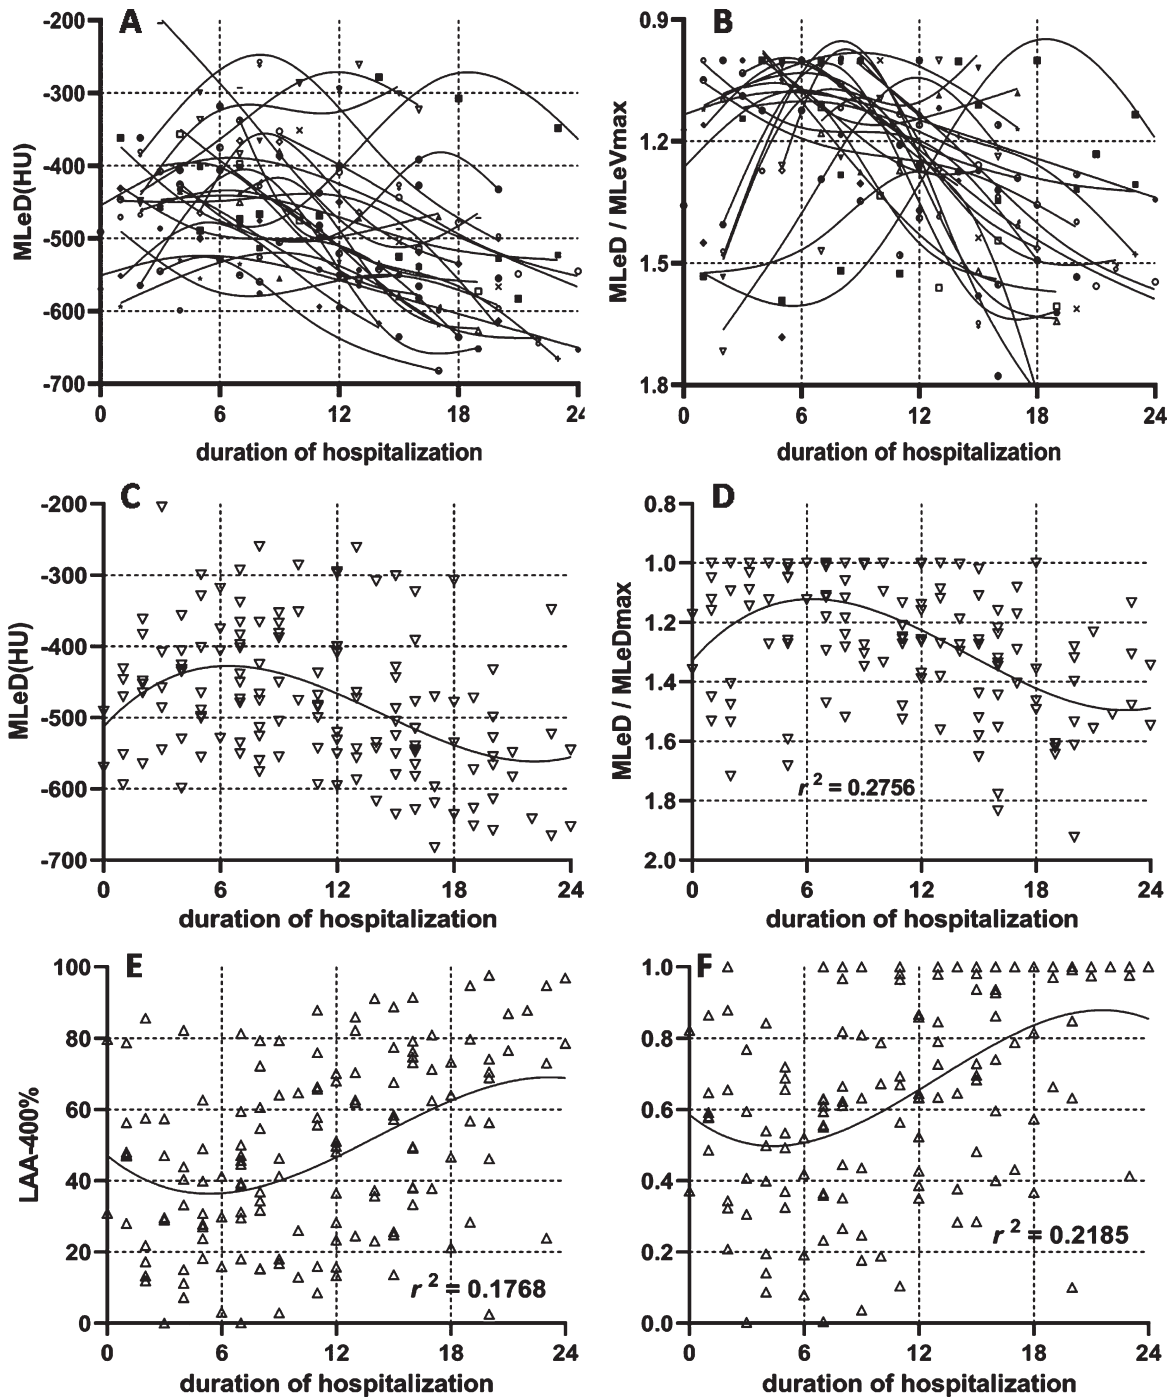 A
-200
-300
-400
-500
-600
-700
MLeD(HU)
0 6 12 18 24
duration of hospitalization
B
0.9
1.2
1.5
1.8
MLeD / MLeVmax
0 6 12 18 24
duration of hospitalization
C
-200
-300
-400
-500
-600
-700
MLeD(HU)
0 6 12 18 24
duration of hospitalization
D
0.8
1.0
1.2
1.4
1.6
1.8
2.0
MLeD / MLeDmax
r 2 = 0.2756
0 6 12 18 24
duration of hospitalization
E
100
80
60
40
20
0
LAA-400%
r 2 = 0.1768
0 6 12 18 24
duration of hospitalization
F
1.0
0.8
0.6
0.4
0.2
0.0
r 2 = 0.2185
0 6 12 18 24
duration of hospitalization